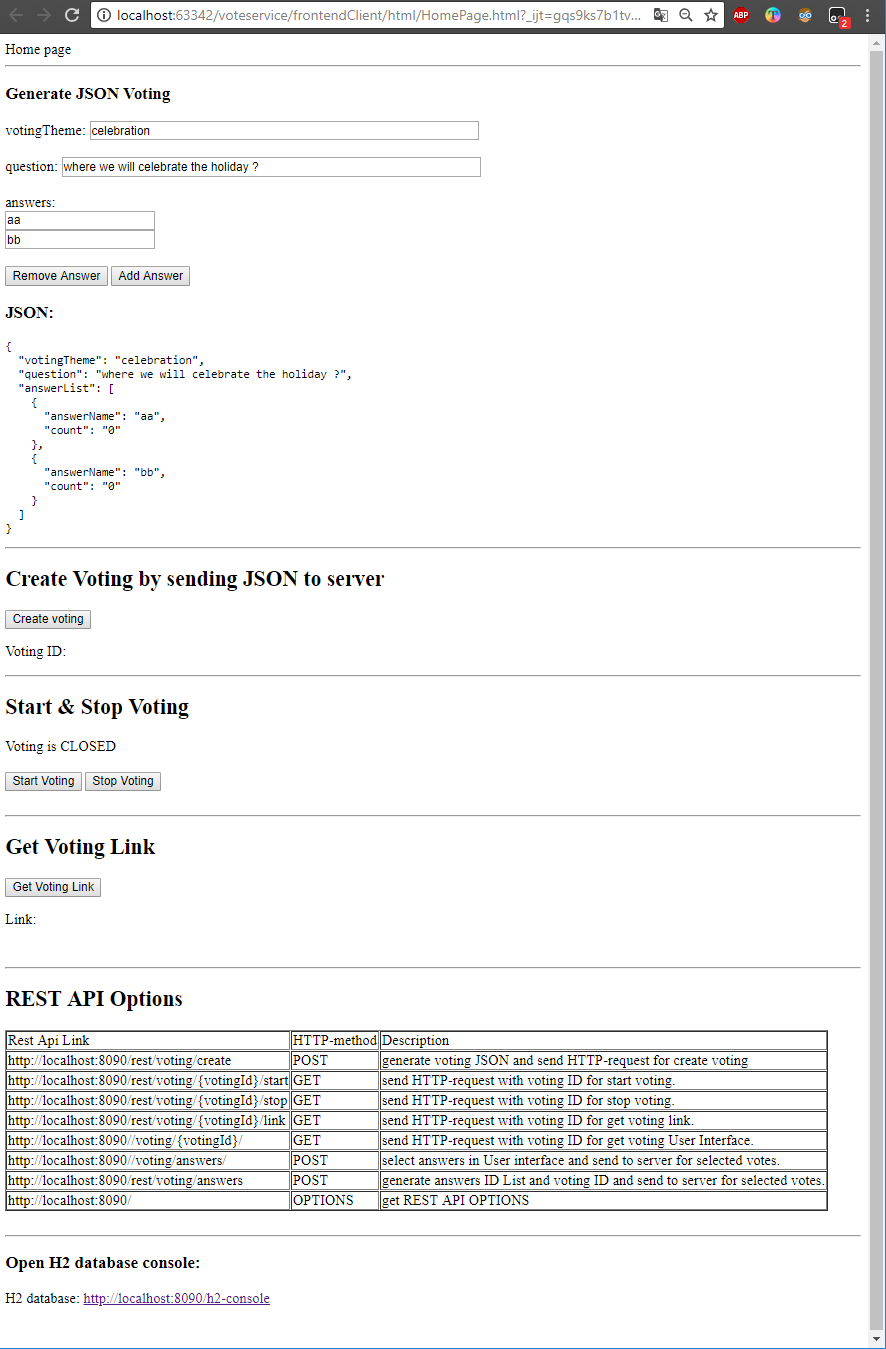 localhost:63342/voteservice/frontendClient/html/HomePage.html?_ijt=gqs9ks7b1tv...
ABP
T
2
Home page
Generate JSON Voting
votingTheme: celebration
question: where we will celebrate the holiday ?
answers:
aa
bb
Remove Answer Add Answer
JSON:
{
  "votingTheme": "celebration",
  "question": "where we will celebrate the holiday ?",
  "answerList": [
    {
      "answerName": "aa",
      "count": "0"
    },
    {
      "answerName": "bb",
      "count": "0"
    }
  ]
}
Create Voting by sending JSON to server
Create voting
Voting ID:
Start & Stop Voting
Voting is CLOSED
Start Voting Stop Voting
Get Voting Link
Get Voting Link
Link:
REST API Options
Rest Api Link HTTP-method Description
http://localhost:8090/rest/voting/create POST generate voting JSON and send HTTP-request for create voting
http://localhost:8090/rest/voting/{votingId}/start GET send HTTP-request with voting ID for start voting.
http://localhost:8090/rest/voting/{votingId}/stop GET send HTTP-request with voting ID for stop voting.
http://localhost:8090/rest/voting/{votingId}/link GET send HTTP-request with voting ID for get voting link.
http://localhost:8090//voting/{votingId}/ GET send HTTP-request with voting ID for get voting User Interface.
http://localhost:8090//voting/answers/ POST select answers in User interface and send to server for selected votes.
http://localhost:8090/rest/voting/answers POST generate answers ID List and voting ID and send to server for selected votes.
http://localhost:8090/ OPTIONS get REST API OPTIONS
Open H2 database console:
H2 database: http://localhost:8090/h2-console